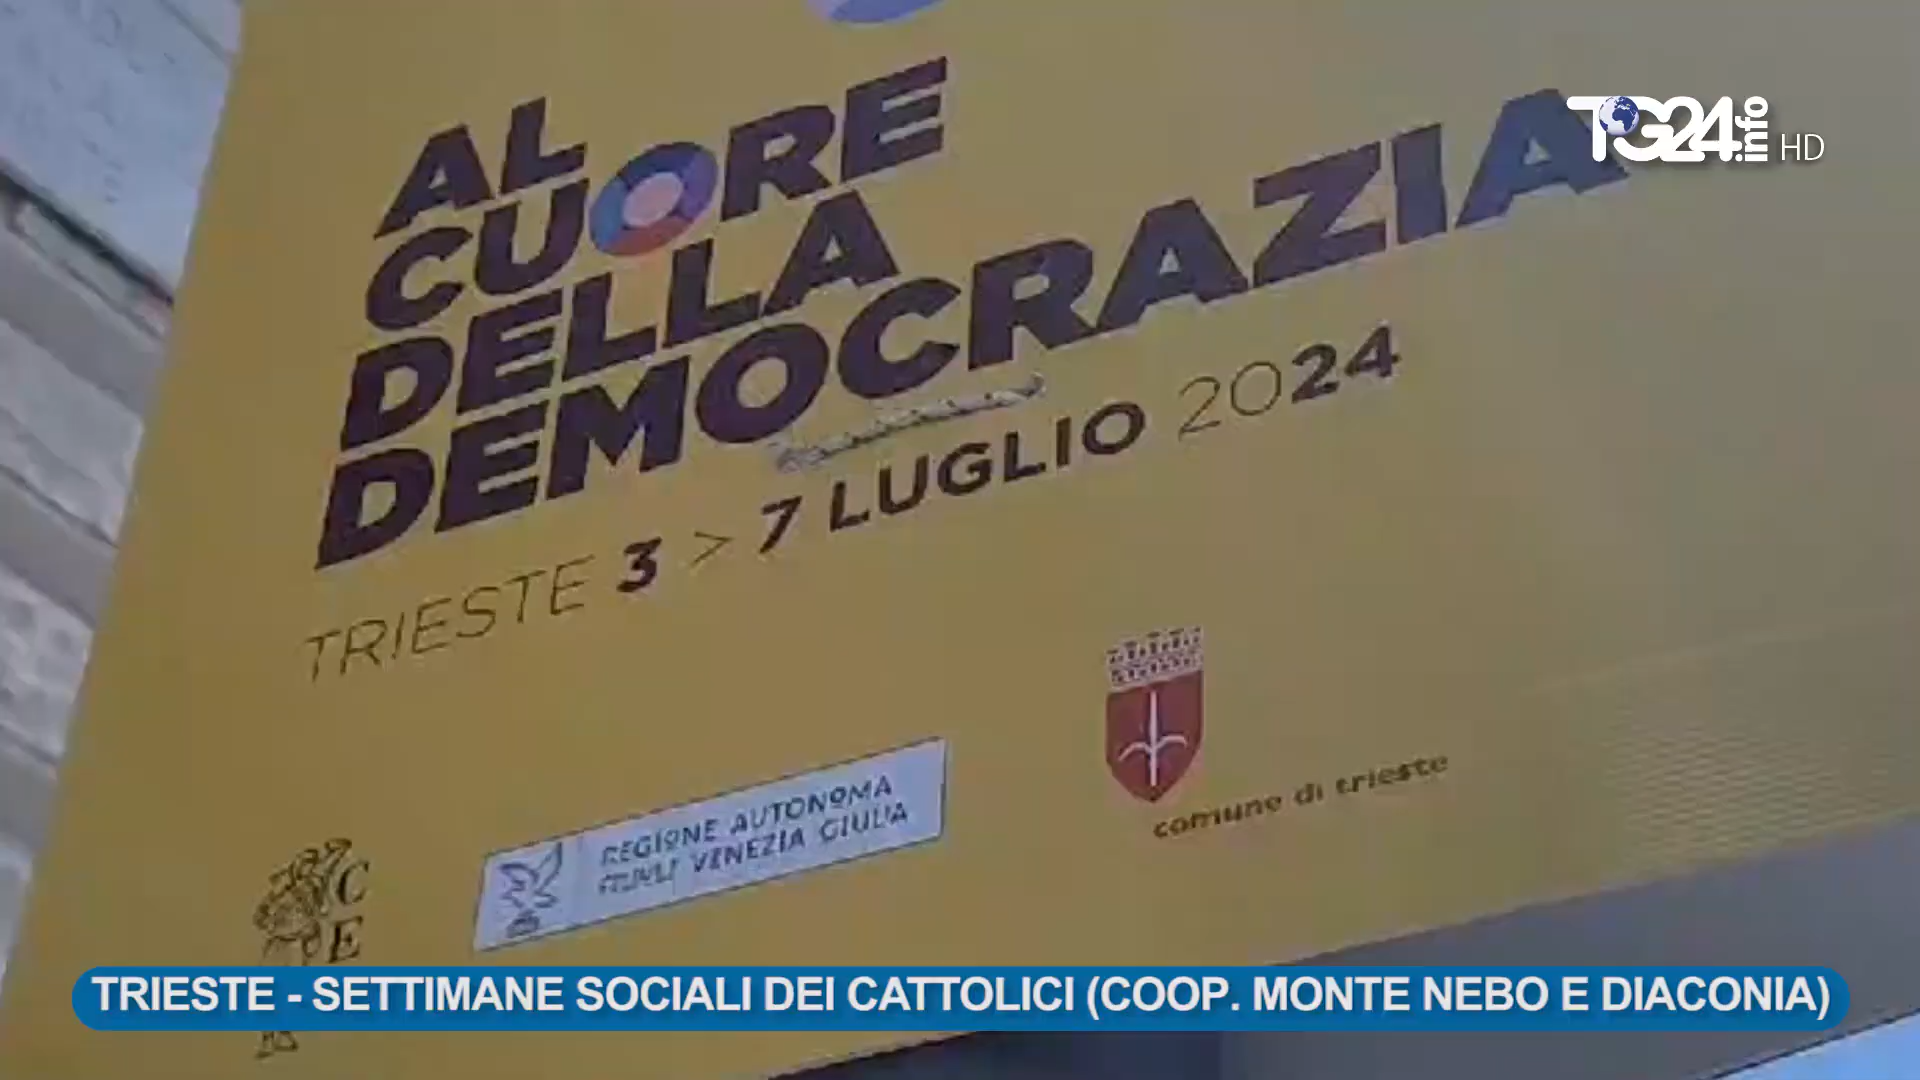 AL
CUORE
DELLA
DEMOCRAZIA
TRIESTE 3 > 7 LUGLIO 2024
TG24.info HD
REGIONE AUTONOMA
FRIULI VENEZIA GIULIA
comune di trieste
C
E
TRIESTE - SETTIMANE SOCIALI DEI CATTOLICI (COOP. MONTE NEBO E DIACONIA)